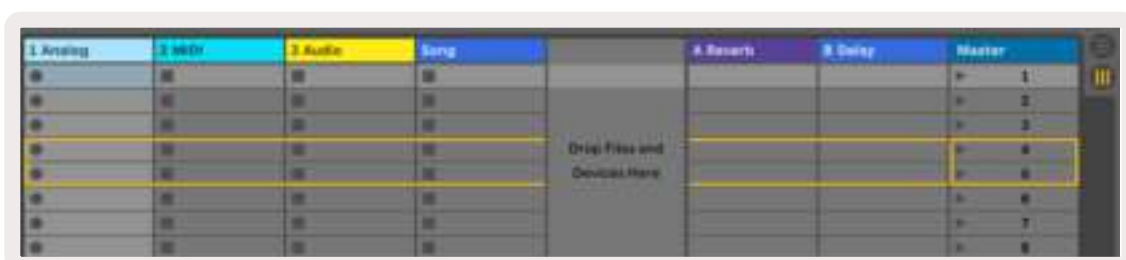 1 Analog 2 MIDI 3 Audio Song A Reverb B Delay Master
1
2
3
Drop Files and 4
Devices Here 5
6
7
8